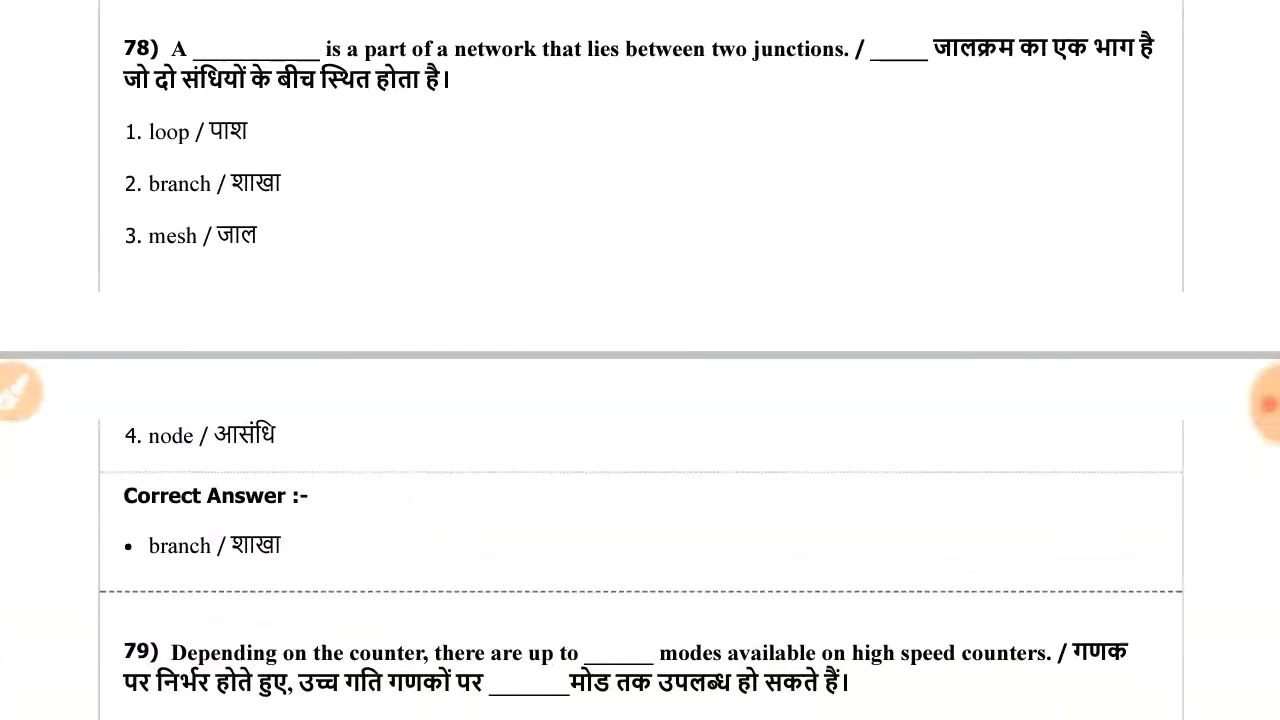 78) A ___________ is a part of a network that lies between two junctions. / _____ जालक्रम का एक भाग है
जो दो संधियों के बीच स्थित होता है।
1. loop / पाश
2. branch / शाखा
3. mesh / जाल
4. node / आसंधि
Correct Answer :-
• branch / शाखा
79) Depending on the counter, there are up to ______ modes available on high speed counters. / गणक
पर निर्भर होते हुए, उच्च गति गणकों पर _______मोड तक उपलब्ध हो सकते हैं।